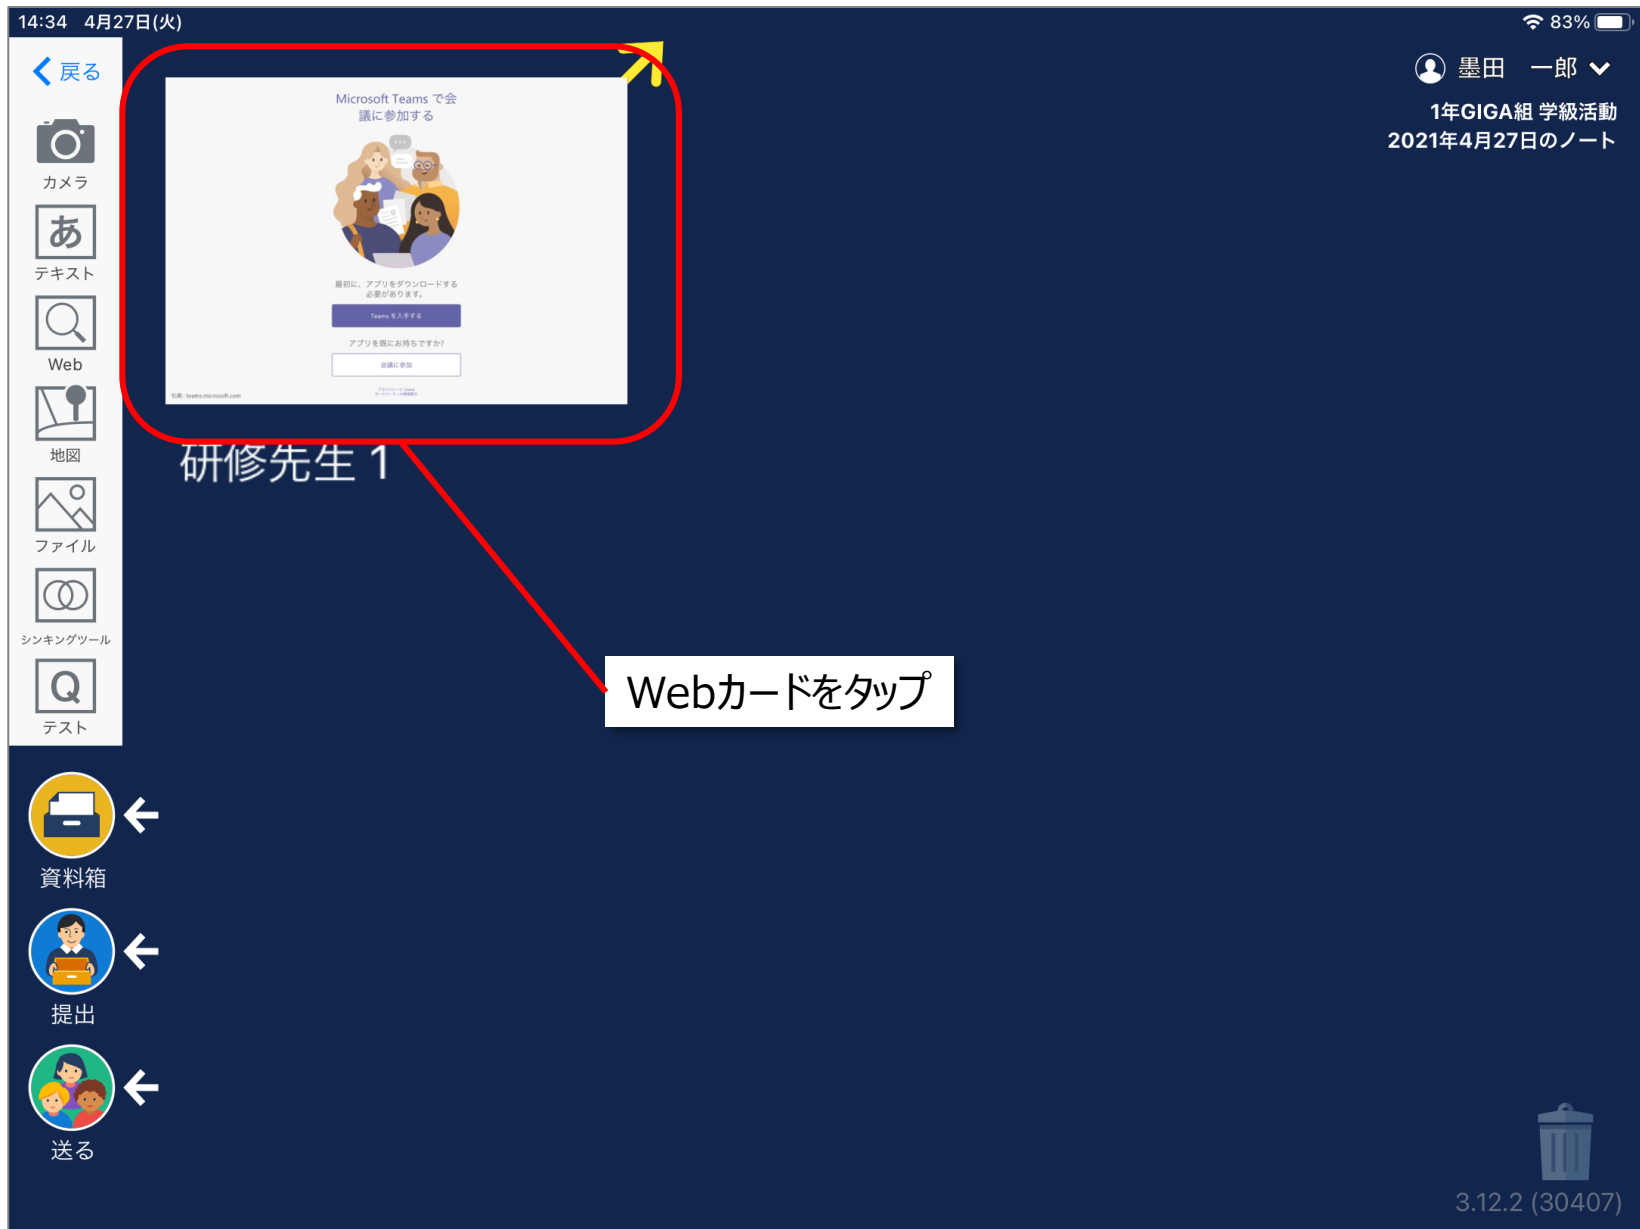 14:34 4月27日(火)
83%
戻る
墨田 一郎
1年GIGA組 学級活動
2021年4月27日のノート
カメラ
あ
テキスト
Web
地図
ファイル
シンキングツール
Q
テスト
Microsoft Teams で会
議に参加する
最初に、アプリをダウンロードする
必要があります。
Teams を入手する
アプリを既にお持ちですか?
会議に参加
引用: teams.microsoft.com
研修先生 1
Webカードをタップ
資料箱
提出
送る
3.12.2 (30407)